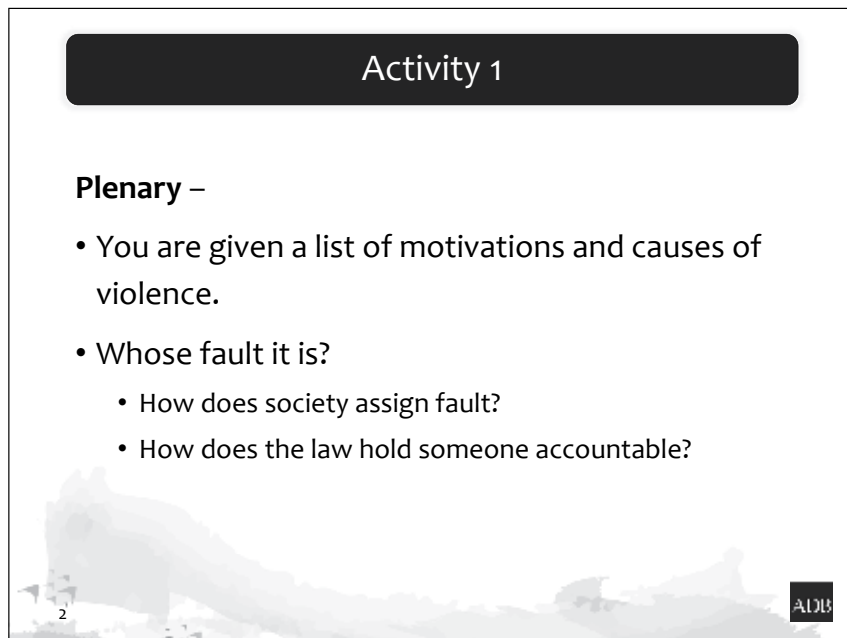 Activity 1
Plenary –
• You are given a list of motivations and causes of
violence.
• Whose fault it is?
• How does society assign fault?
• How does the law hold someone accountable?
2
ADB